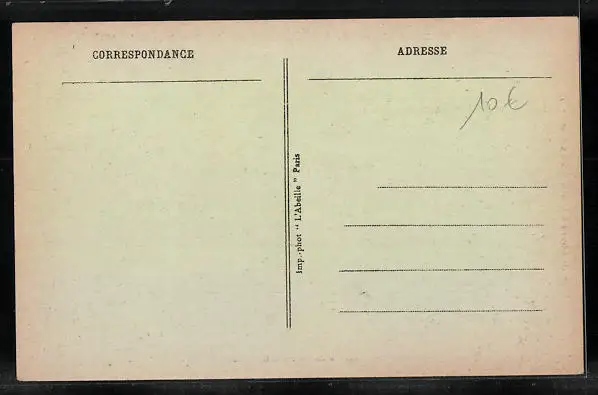 CORRESPONDANCE
ADRESSE
10 €
Imp.-phot " L'Abeille " Paris